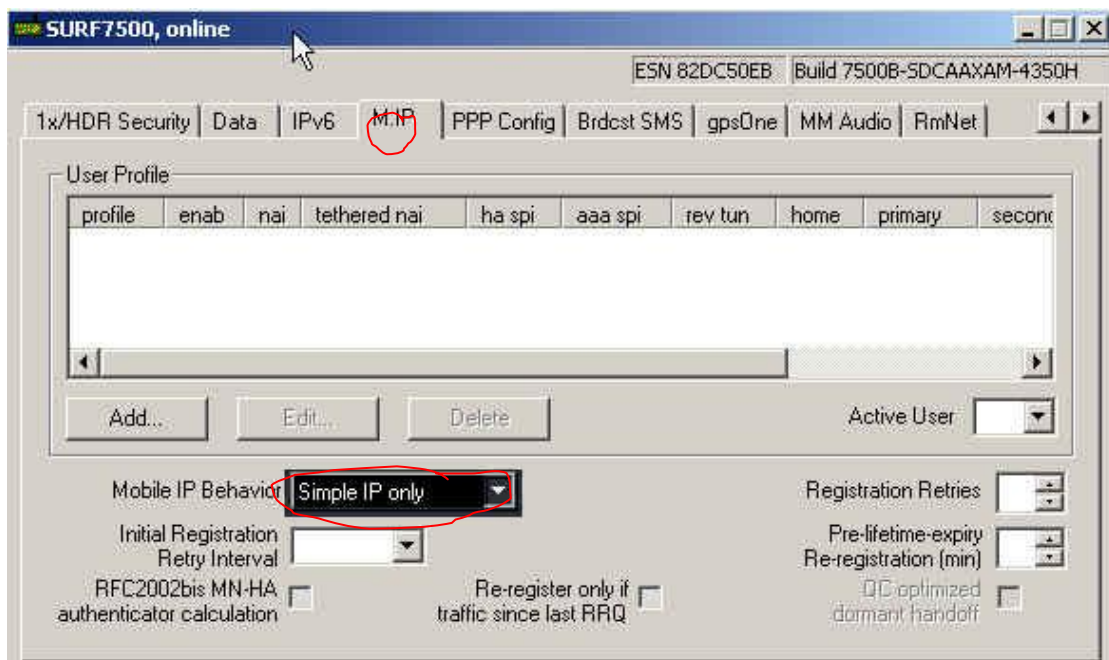 SURF7500, online
ESN 82DC50EB Build 7500B-SDCAAXAM-4350H
1x/HDR Security Data IPv6 M.IP PPP Config Brdcst SMS gpsOne MM Audio RmNet
User Profile
profile enab nai tethered nai ha spi aaa spi rev tun home primary second
Add... Edit... Delete Active User
Mobile IP Behavior Simple IP only Registration Retries
Initial Registration
Retry Interval
Pre-lifetime-expiry
Re-registration (min)
RFC2002bis MN-HA
authenticator calculation
Re-register only if
traffic since last RRQ
QC optimized
dormant handoff